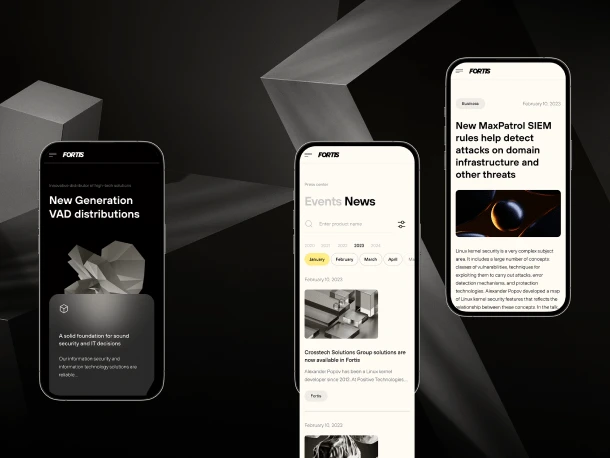 FORTIS
Innovative distributor of high-tech solutions
New Generation
VAD distributions
A solid foundation for sound
security and IT decisions
Our information security and
information technology solutions are
reliable...
FORTIS
Press center
Events News
Enter product name
2023
January February March April Ma
February 10, 2023
Crosstech Solutions Group solutions are
now available in Fortis
Alexander Popov has been a Linux kernel
developer since 2012. At Positive Technologies...
Fortis
February 10, 2023
FORTIS
Business February 10, 2023
New MaxPatrol SIEM
rules help detect
attacks on domain
infrastructure and
other threats
Linux kernel security is a very complex subject
area. It includes a large number of concepts:
classes of vulnerabilities, techniques for
exploiting them to carry out attacks, error
detection mechanisms, and protection
technologies. Alexander Popov developed a map
of Linux kernel security features that reflects the
relationship between these concepts. In the talk,